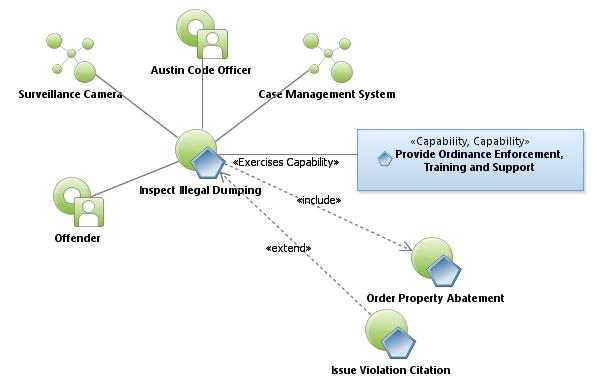 Austin Code Officer
Surveillance Camera
Case Management System
«Capability, Capability»
Provide Ordinance Enforcement,
Training and Support
«Exercises Capability»
Inspect Illegal Dumping
«include»
Offender
«extend»
Order Property Abatement
Issue Violation Citation